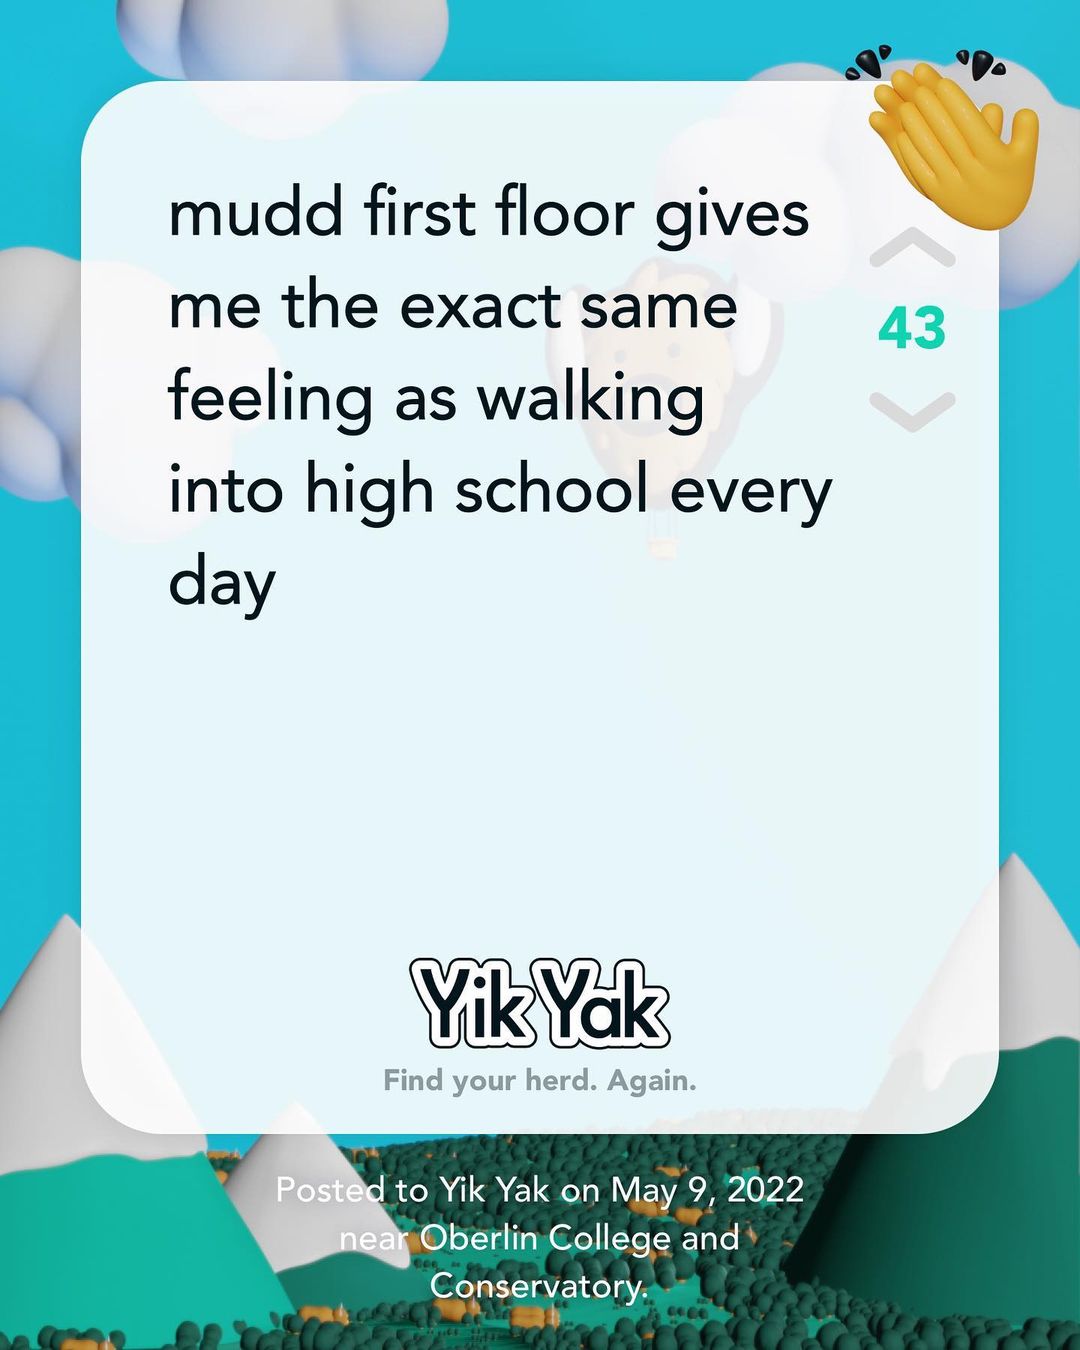 mudd first floor gives
me the exact same
feeling as walking
into high school every
day
43
Yik Yak
Find your herd. Again.
Posted to Yik Yak on May 9, 2022
near Oberlin College and
Conservatory.